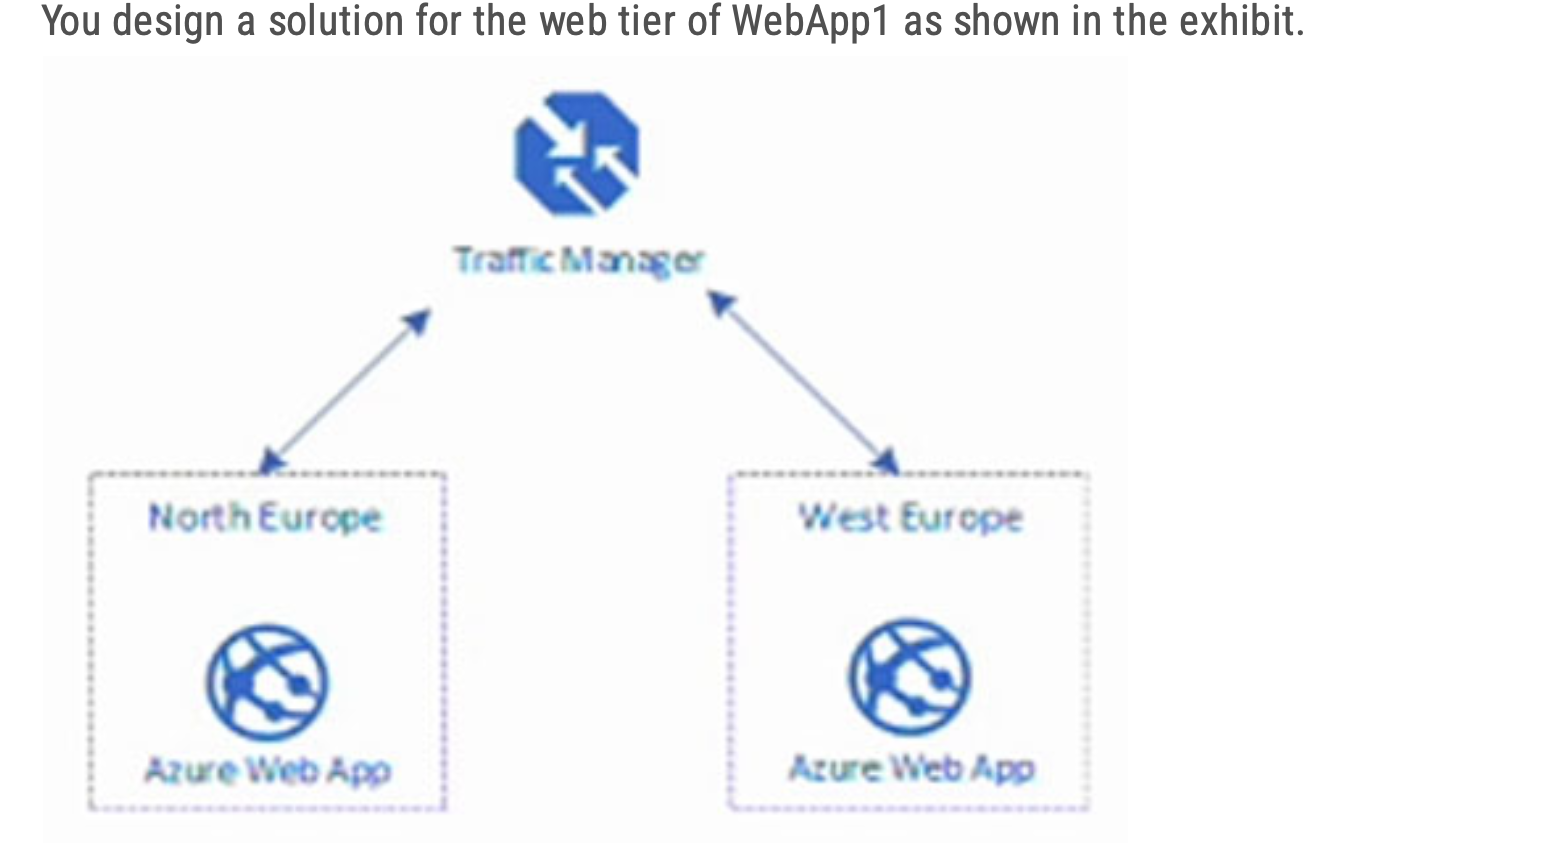 You design a solution for the web tier of WebApp1 as shown in the exhibit.
Traffic Manager
North Europe
West Europe
Azure Web App
Azure Web App